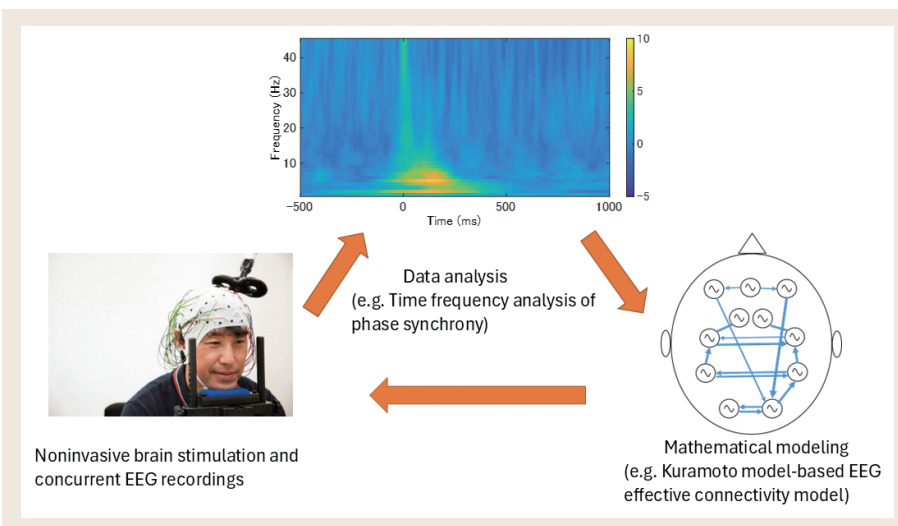 10
40
5
30
Frequency (Hz)
20
0
10
−5
−500 0 500 1000
Time (ms)
Data analysis
(e.g. Time frequency analysis of
phase synchrony)
Noninvasive brain stimulation and
concurrent EEG recordings
Mathematical modeling
(e.g. Kuramoto model-based EEG
effective connectivity model)